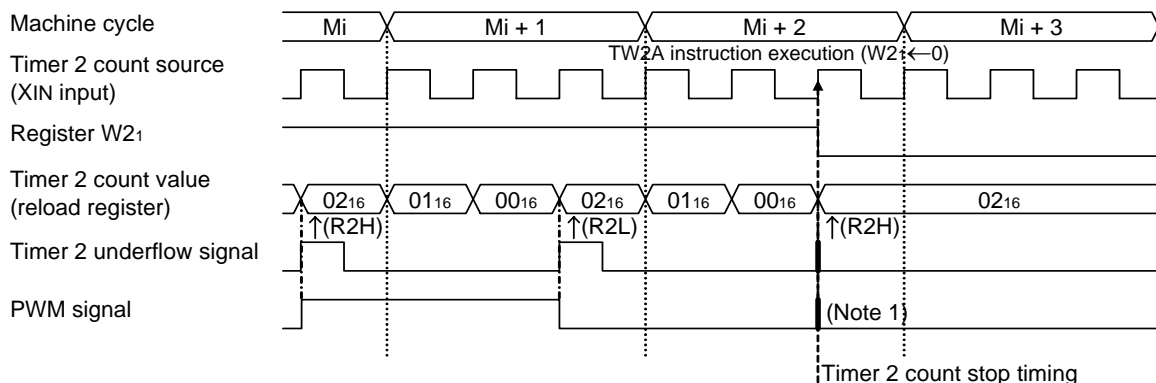 Machine cycle
Mi Mi + 1 Mi + 2 Mi + 3
TW2A instruction execution (W21←0)
Timer 2 count source
(XIN input)
Register W21
Timer 2 count value
(reload register)
0216 0116 0016 0216 0116 0016 0216
↑(R2H) ↑(R2L) ↑(R2H)
Timer 2 underflow signal
PWM signal
(Note 1)
Timer 2 count stop timing